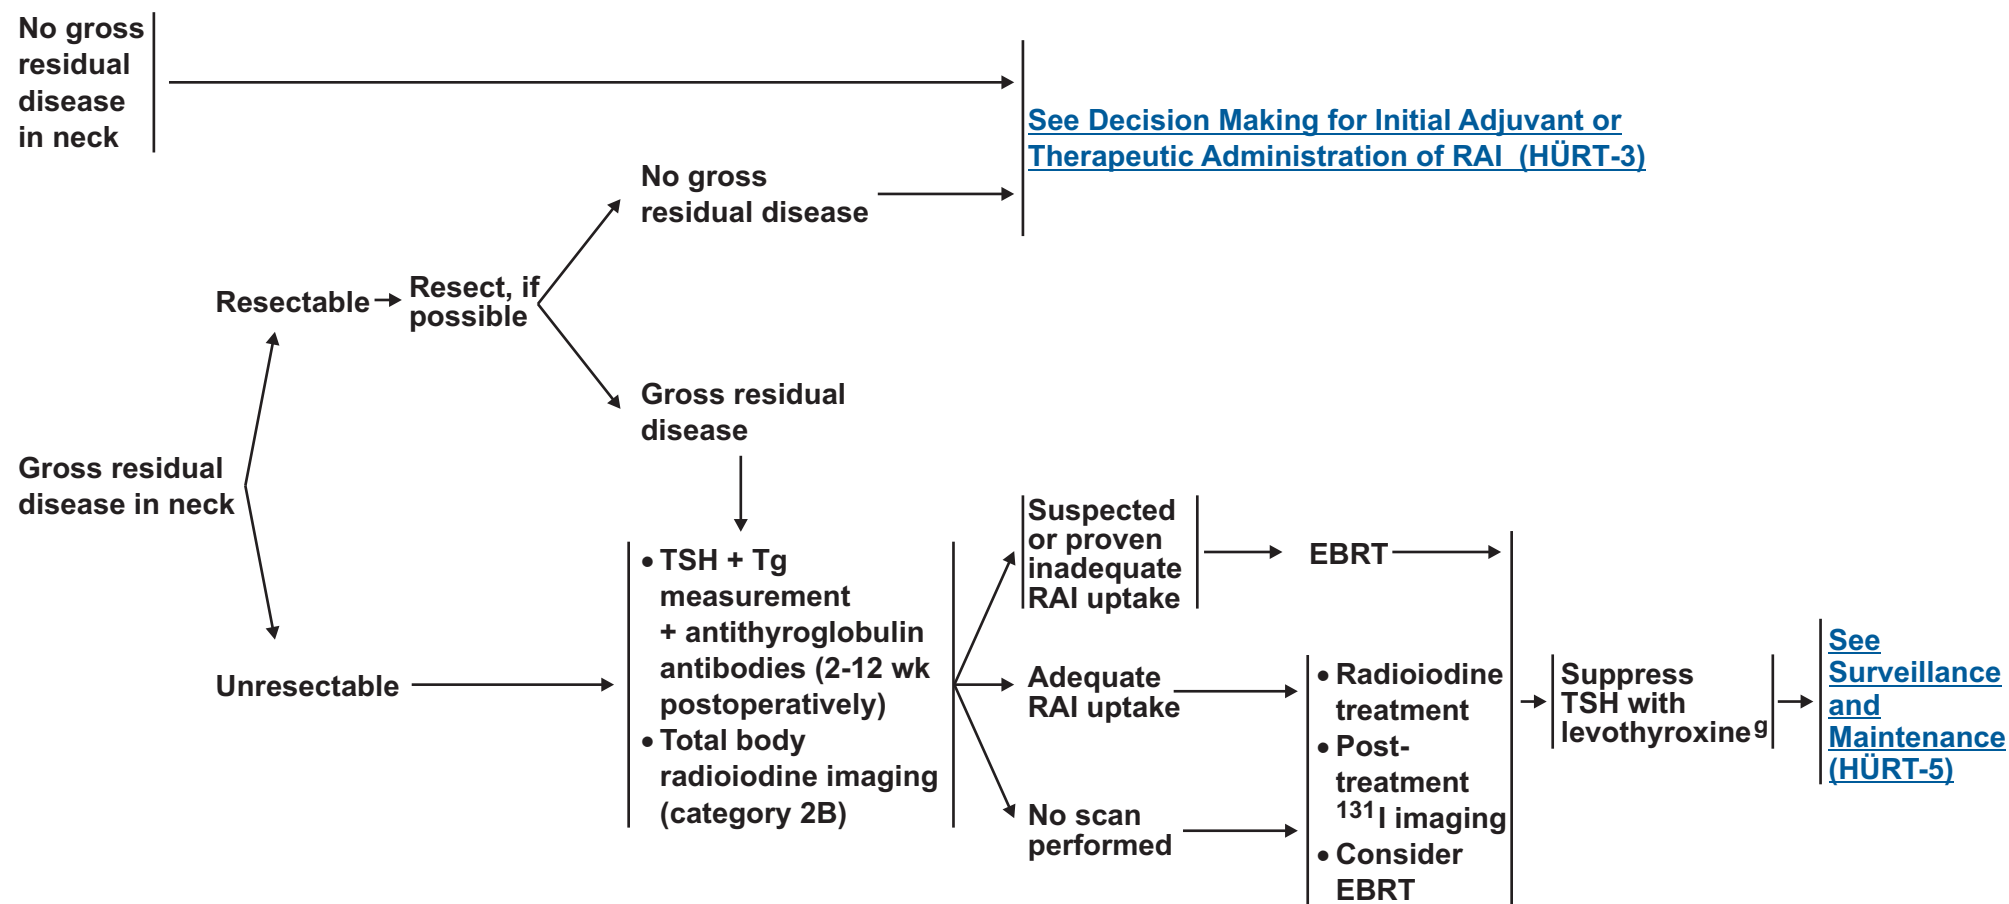 No gross
residual
disease
in neck
See Decision Making for Initial Adjuvant or
Therapeutic Administration of RAI (HÜRT-3)
No gross
residual disease
Resectable
Resect, if
possible
Gross residual
disease
Gross residual
disease in neck
Unresectable
• TSH + Tg
measurement
+ antithyroglobulin
antibodies (2-12 wk
postoperatively)
• Total body
radioiodine imaging
(category 2B)
Suspected
or proven
inadequate
RAI uptake
EBRT
Adequate
RAI uptake
No scan
performed
• Radioiodine
treatment
• Post-
treatment
131I imaging
• Consider
EBRT
Suppress
TSH with
levothyroxine g
See
Surveillance
and
Maintenance
(HÜRT-5)